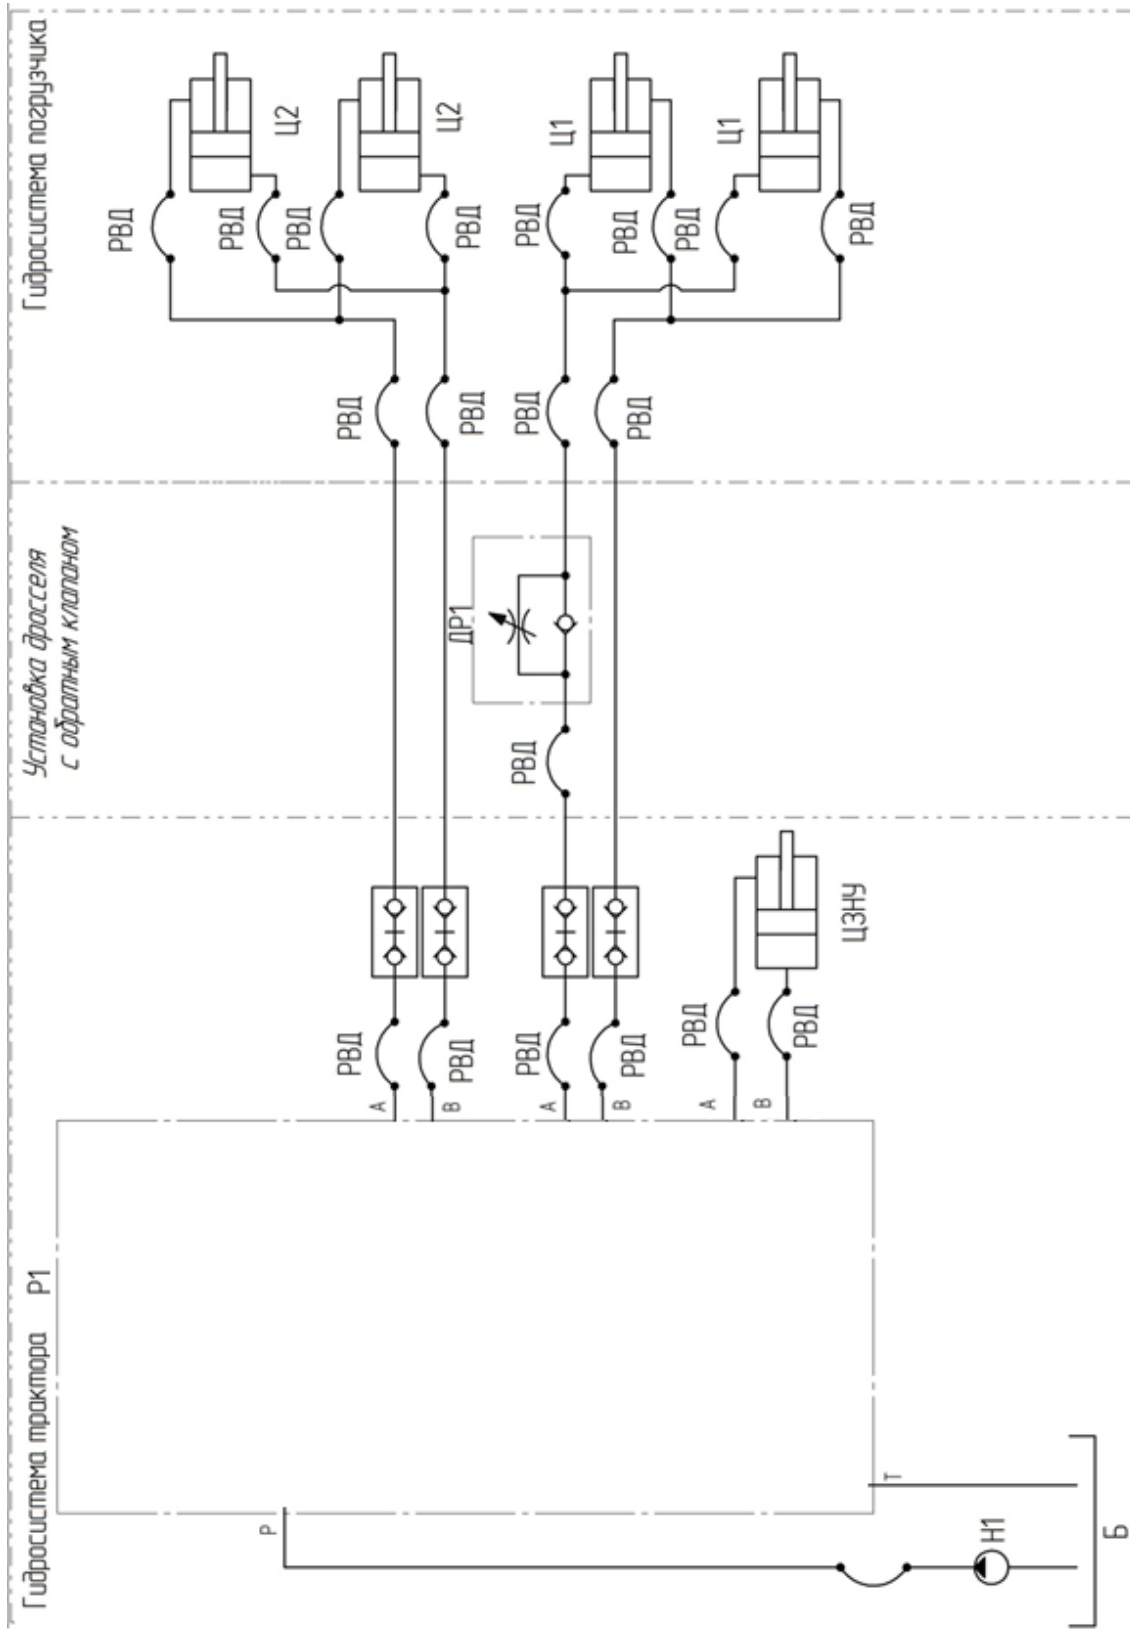 Гидросистема погрузчика
Ц2
Ц2
Ц1
Ц1
РВД
РВД
РВД
РВД
РВД
РВД
РВД
РВД
РВД
РВД
РВД
РВД
Установка дросселя
с обратным клапаном
ДР1
РВД
ЦЗНУ
РВД
РВД
РВД
РВД
РВД
РВД
А
В
А
В
А
В
Гидросистема трактора
Р1
Р
Т
Н1
Б